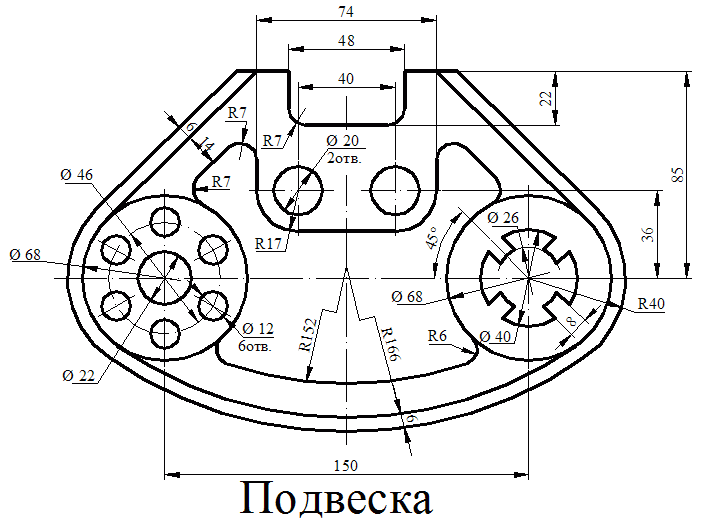 74
48
40
22
85
36
R7
6
14
R7
R7
Ø 20
2отв.
Ø 46
R17
45°
Ø 26
Ø 68
Ø 68
R40
Ø 12
6отв.
Ø 22
R152
R166
R6
Ø 40
8
6
150
Подвеска